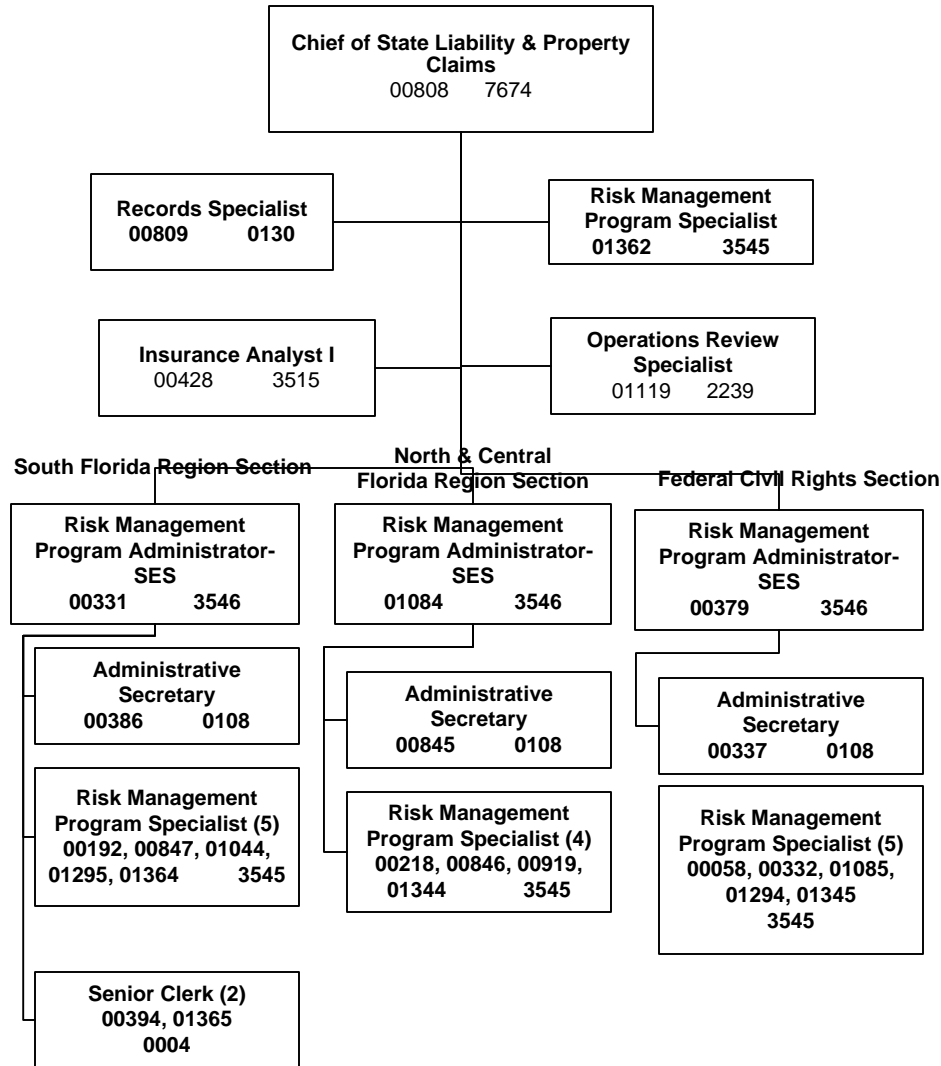 Chief of State Liability & Property
Claims
00808 7674
Records Specialist
00809 0130
Risk Management
Program Specialist
01362 3545
Insurance Analyst I
00428 3515
Operations Review
Specialist
01119 2239
South Florida Region Section
North & Central
Florida Region Section
Federal Civil Rights Section
Risk Management
Program Administrator-
SES
00331 3546
Administrative
Secretary
00386 0108
Risk Management
Program Specialist (5)
00192, 00847, 01044,
01295, 01364 3545
Senior Clerk (2)
00394, 01365
0004
Risk Management
Program Administrator-
SES
01084 3546
Administrative
Secretary
00845 0108
Risk Management
Program Specialist (4)
00218, 00846, 00919,
01344 3545
Risk Management
Program Administrator-
SES
00379 3546
Administrative
Secretary
00337 0108
Risk Management
Program Specialist (5)
00058, 00332, 01085,
01294, 01345
3545